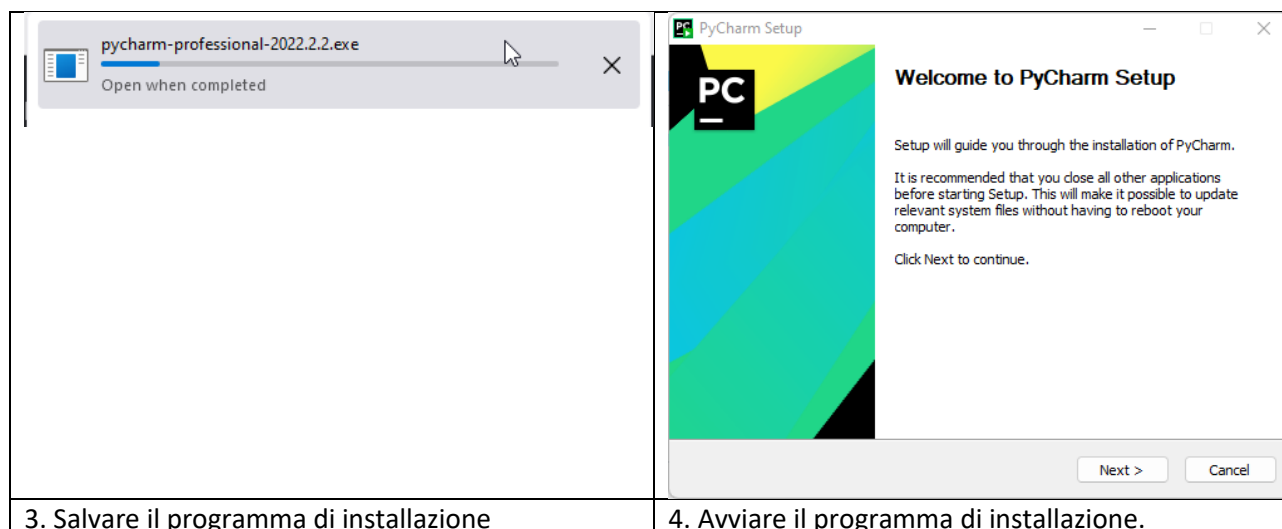 pycharm-professional-2022.2.2.exe
Open when completed
3. Salvare il programma di installazione
PyCharm Setup
PC
Welcome to PyCharm Setup
Setup will guide you through the installation of PyCharm.
It is recommended that you close all other applications
before starting Setup. This will make it possible to update
relevant system files without having to reboot your
computer.
Click Next to continue.
Next >
Cancel
4. Avviare il programma di installazione.